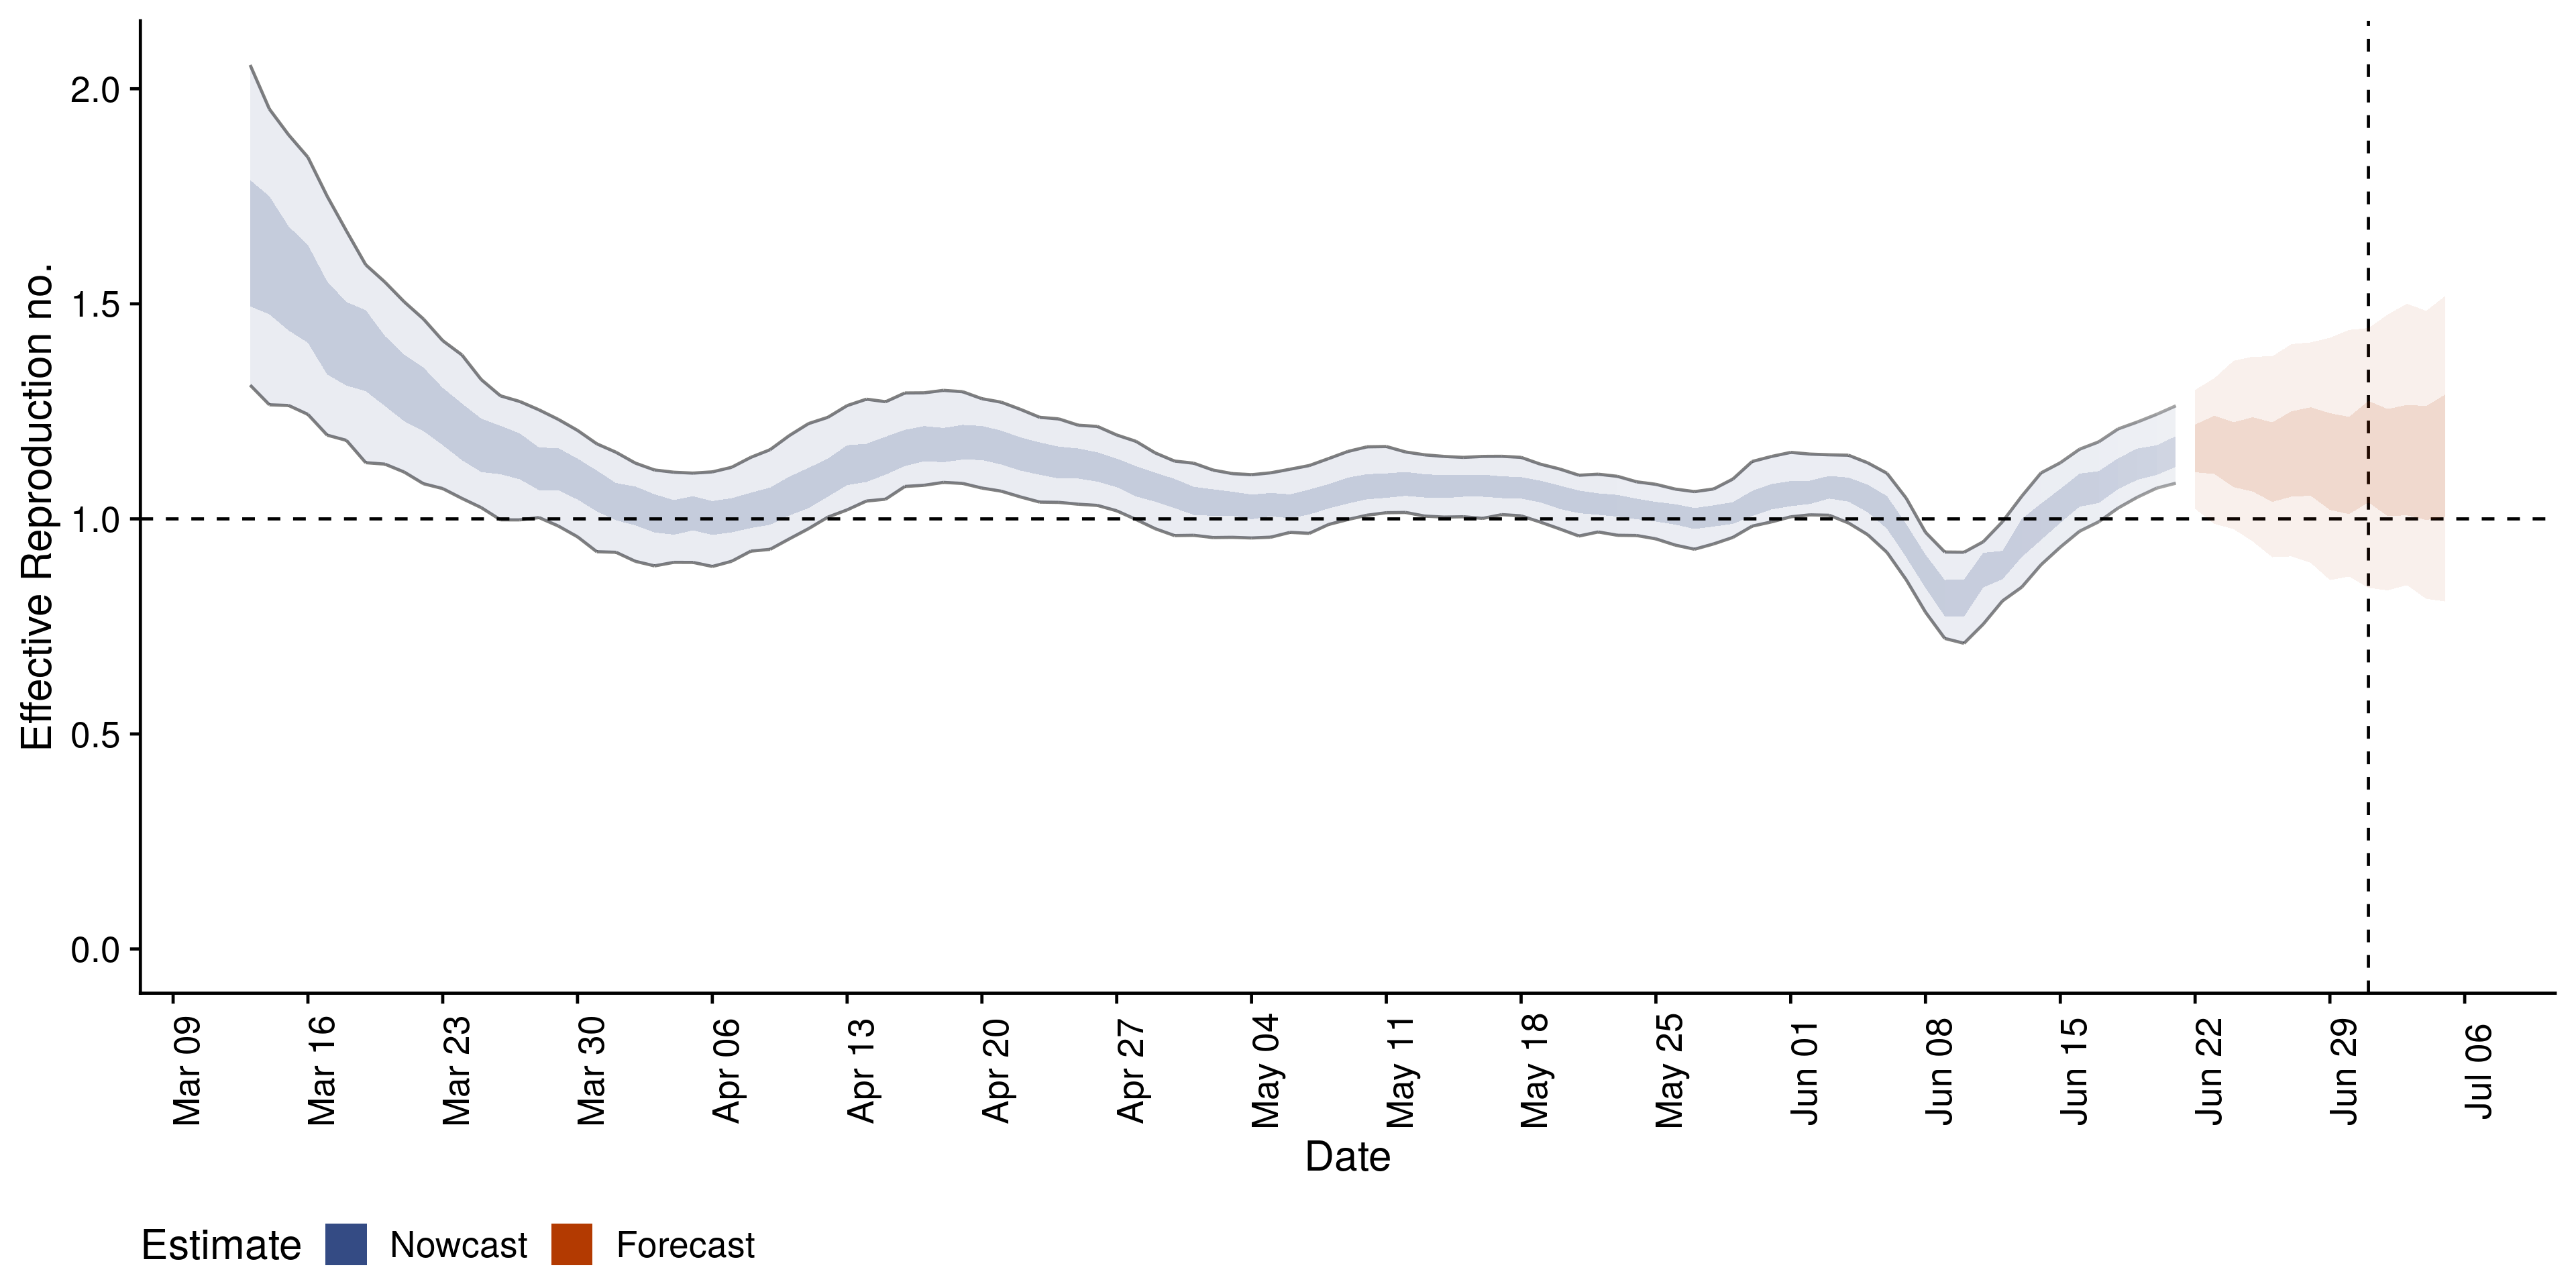 Effective Reproduction no.
2.0
1.5
1.0
0.5
0.0
Mar 09
Mar 16
Mar 23
Mar 30
Apr 06
Apr 13
Apr 20
Apr 27
May 04
May 11
May 18
May 25
Jun 01
Jun 08
Jun 15
Jun 22
Jun 29
Jul 06
Date
Estimate Nowcast Forecast